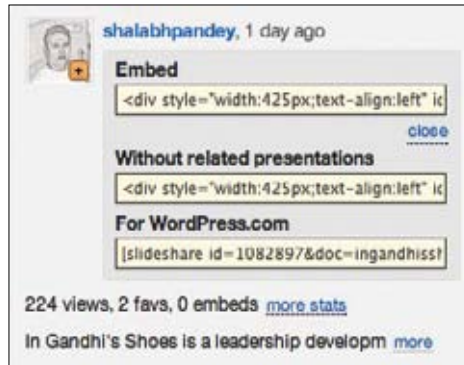 shalabhpandey, 1 day ago
Embed
<div style="width:425px;text-align:left" ic
close
Without related presentations
<div style="width:425px;text-align:left" ic
For WordPress.com
[slideshare id=1082897&doc=ingandhissh
224 views, 2 favs, 0 embeds more stats
In Gandhi's Shoes is a leadership developm more